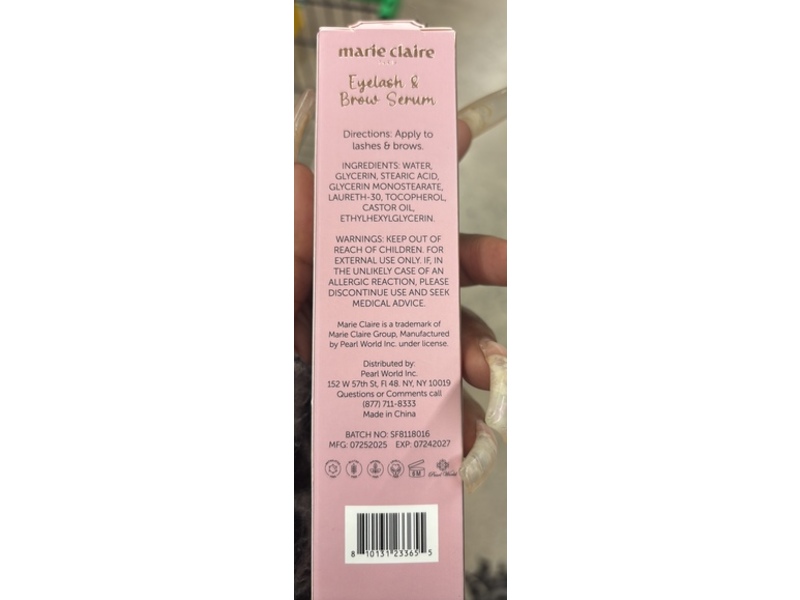 marie claire
Eyelash &
Brow Serum
Directions: Apply to
lashes & brows.
INGREDIENTS: WATER,
GLYCERIN, STEARIC ACID,
GLYCERIN MONOSTEARATE,
LAURETH-30, TOCOPHEROL,
CASTOR OIL,
ETHYLHEXYLGLYCERIN.
WARNINGS: KEEP OUT OF
REACH OF CHILDREN. FOR
EXTERNAL USE ONLY. IF, IN
THE UNLIKELY CASE OF AN
ALLERGIC REACTION, PLEASE
DISCONTINUE USE AND SEEK
MEDICAL ADVICE.
Marie Claire is a trademark of
Marie Claire Group, Manufactured
by Pearl World Inc. under license.
Distributed by:
Pearl World Inc.
152 W 57th St, Fl 48. NY, NY 10019
Questions or Comments call
(877) 711-8333
Made in China
BATCH NO: SF8118016
MFG: 07252025 EXP: 07242027
6M
Pearl World
8 10131 23365 5